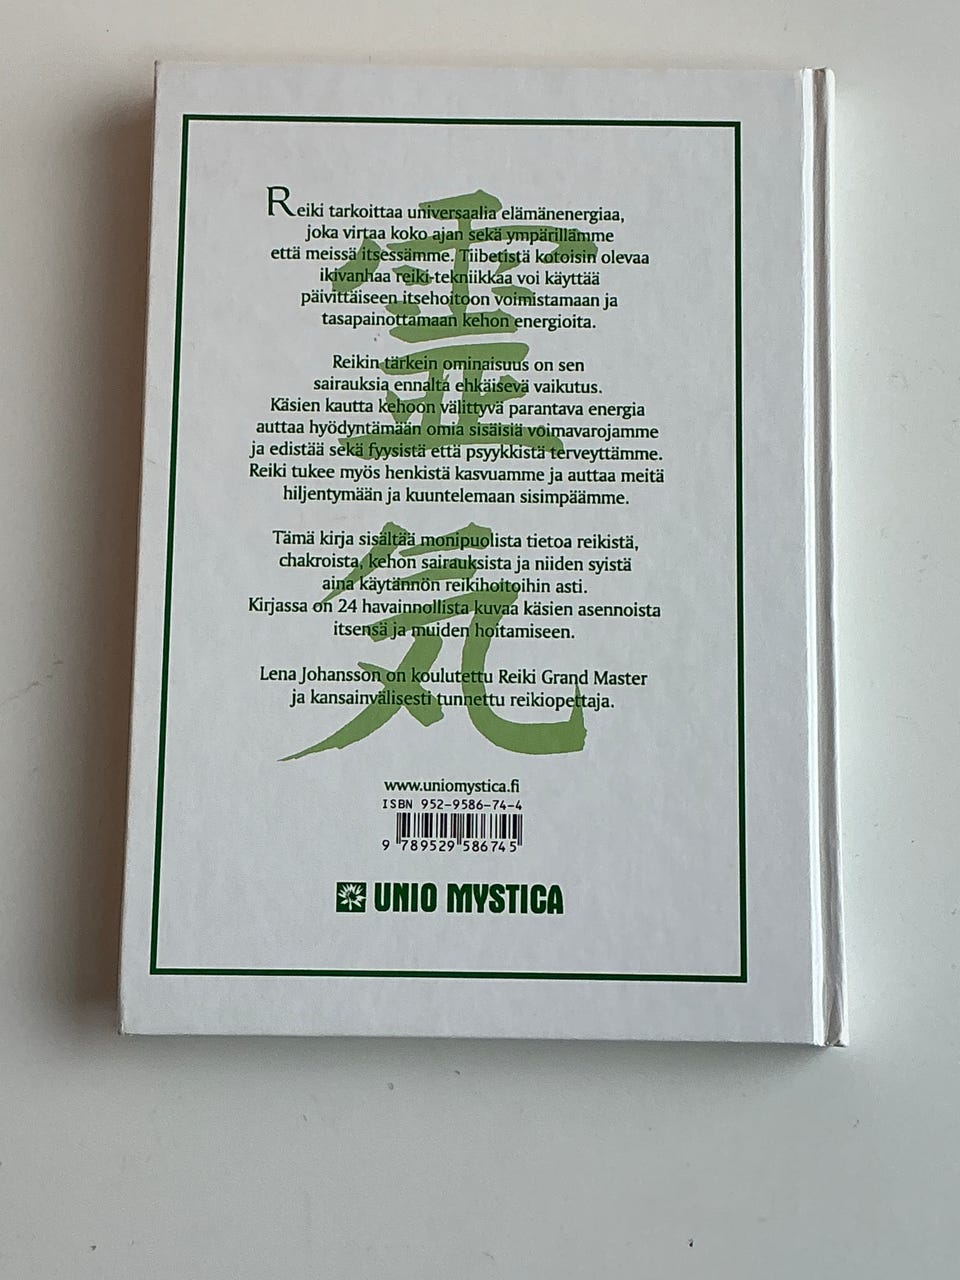 Reiki tarkoittaa universaalia elämänenergiaa,
joka virtaa koko ajan sekä ympärillämme
että meissä itsessämme. Tiibetistä kotoisin olevaa
ikivanhaa reiki-tekniikkaa voi käyttää
päivittäiseen itsehoitoon voimistamaan ja
tasapainottamaan kehon energioita.
Reikin tärkein ominaisuus on sen
sairauksia ennalta ehkäisevä vaikutus.
Käsien kautta kehoon välittyvä parantava energia
auttaa hyödyntämään omia sisäisiä voimavarojamme
ja edistää sekä fyysistä että psyykkistä terveyttämme.
Reiki tukee myös henkistä kasvuamme ja auttaa meitä
hiljentymään ja kuuntelemaan sisimpäämme.
Tämä kirja sisältää monipuolista tietoa reikistä,
chakroista, kehon sairauksista ja niiden syistä
aina käytännön reikihoitoihin asti.
Kirjassa on 24 havainnollista kuvaa käsien asennoista
itsensä ja muiden hoitamiseen.
Lena Johansson on koulutettu Reiki Grand Master
ja kansainvälisesti tunnettu reikiopettaja.
靈
気
www.uniomystica.fi
ISBN 952-9586-74-4
9 789529 586745
UNIO MYSTICA